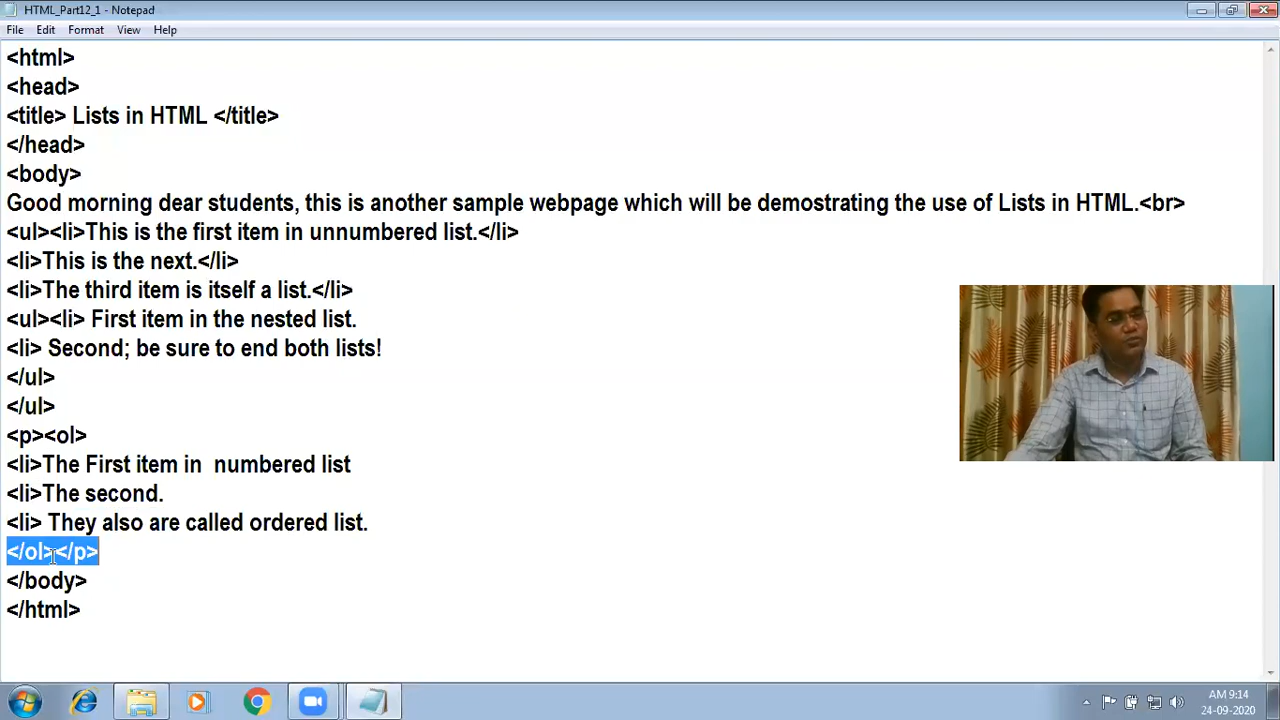 HTML_Part12_1 - Notepad
File Edit Format View Help
<html>
<head>
<title> Lists in HTML </title>
</head>
<body>
Good morning dear students, this is another sample webpage which will be demostrating the use of Lists in HTML.<br>
<ul><li>This is the first item in unnumbered list.</li>
<li>This is the next.</li>
<li>The third item is itself a list.</li>
<ul><li> First item in the nested list.
<li> Second; be sure to end both lists!
</ul>
</ul>
<p><ol>
<li>The First item in  numbered list
<li>The second.
<li> They also are called ordered list.
</ol></p>
</body>
</html>
AM 9:14
24-09-2020